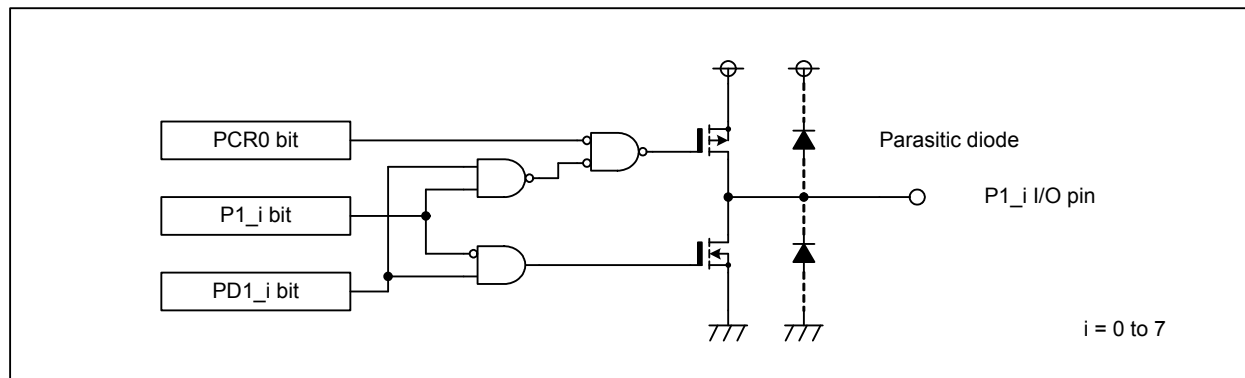 PCR0 bit
Parasitic diode
P1_i bit
P1_i I/O pin
PD1_i bit
i = 0 to 7